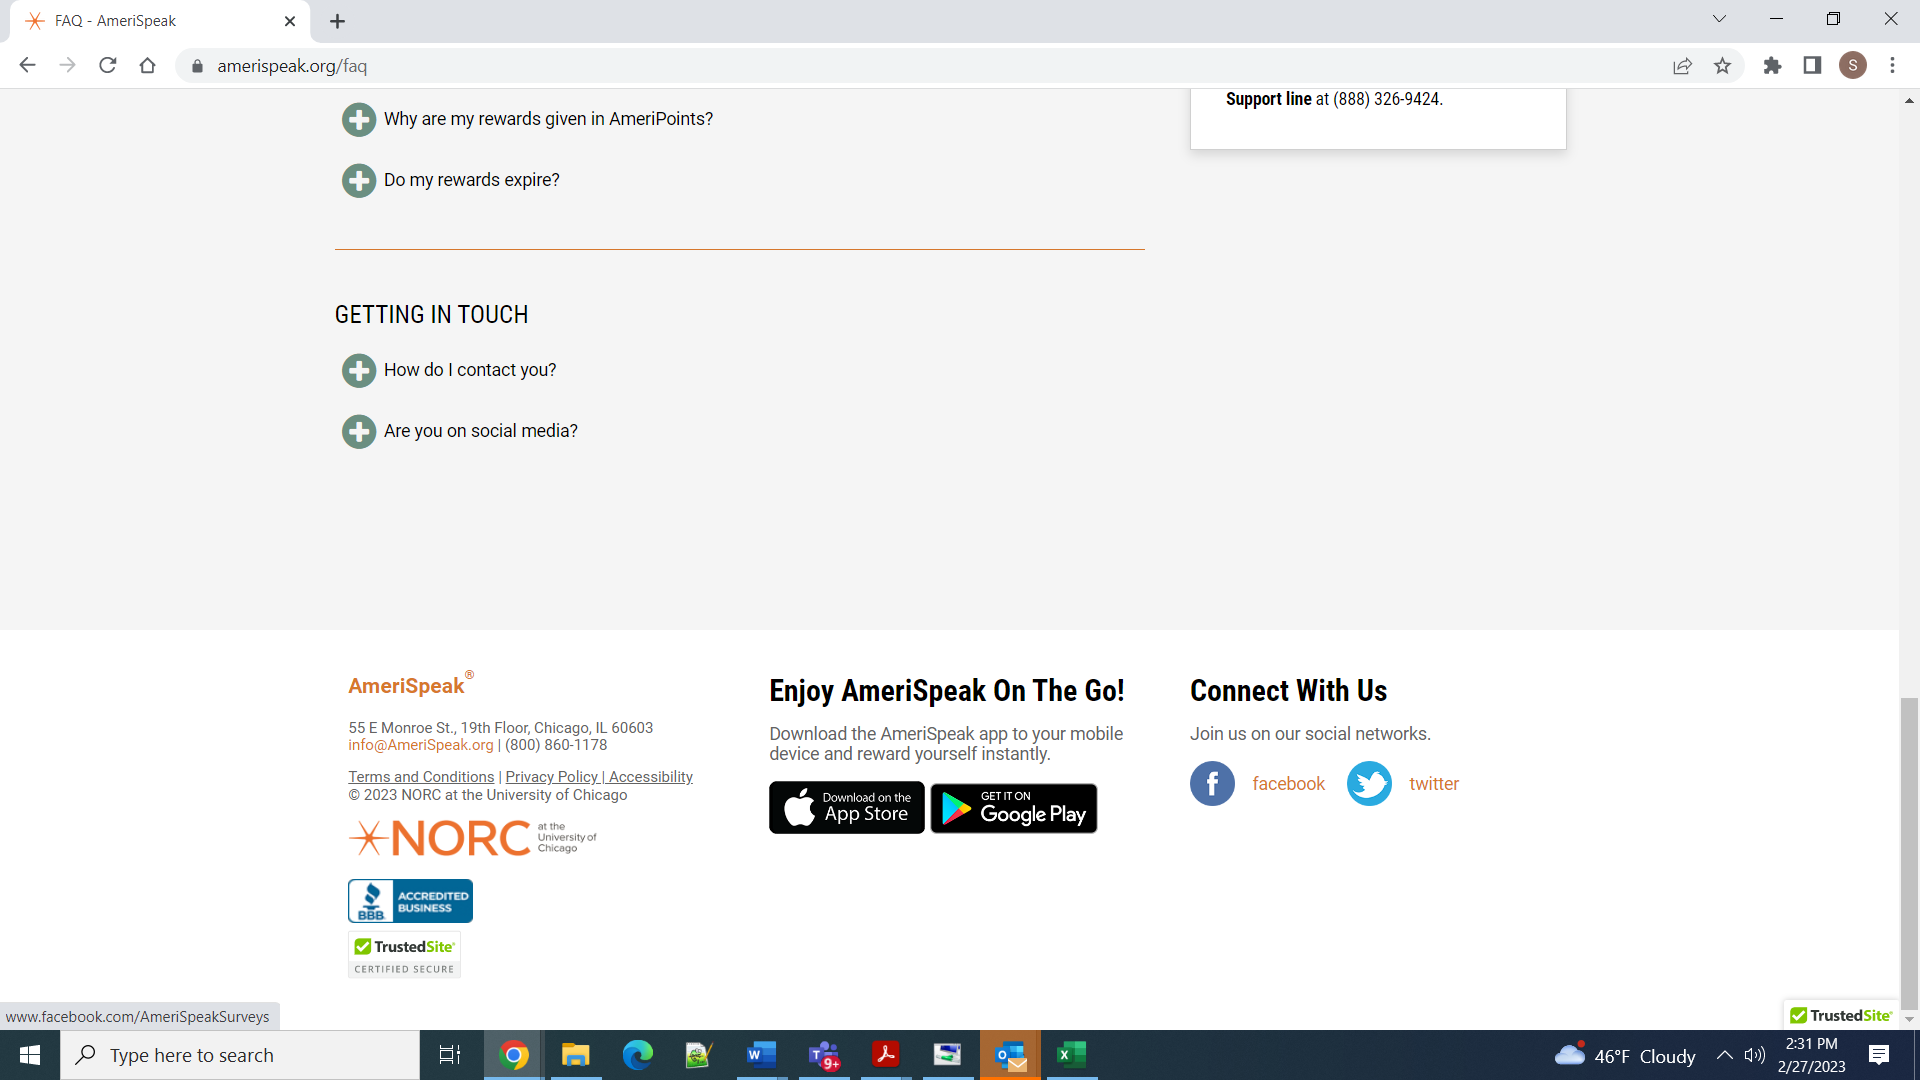 FAQ - AmeriSpeak
amerispeak.org/faq
S
Support line at (888) 326-9424.
Why are my rewards given in AmeriPoints?
Do my rewards expire?
GETTING IN TOUCH
How do I contact you?
Are you on social media?
AmeriSpeak®
55 E Monroe St., 19th Floor, Chicago, IL 60603
info@AmeriSpeak.org | (800) 860-1178
Terms and Conditions | Privacy Policy | Accessibility
© 2023 NORC at the University of Chicago
NORC at the University of Chicago
BBB. ACCREDITED BUSINESS
TrustedSite
CERTIFIED SECURE
Enjoy AmeriSpeak On The Go!
Download the AmeriSpeak app to your mobile
device and reward yourself instantly.
Download on the App Store
GET IT ON Google Play
Connect With Us
Join us on our social networks.
facebook
twitter
www.facebook.com/AmeriSpeakSurveys
TrustedSite
Type here to search
9+
46°F Cloudy
2:31 PM
2/27/2023